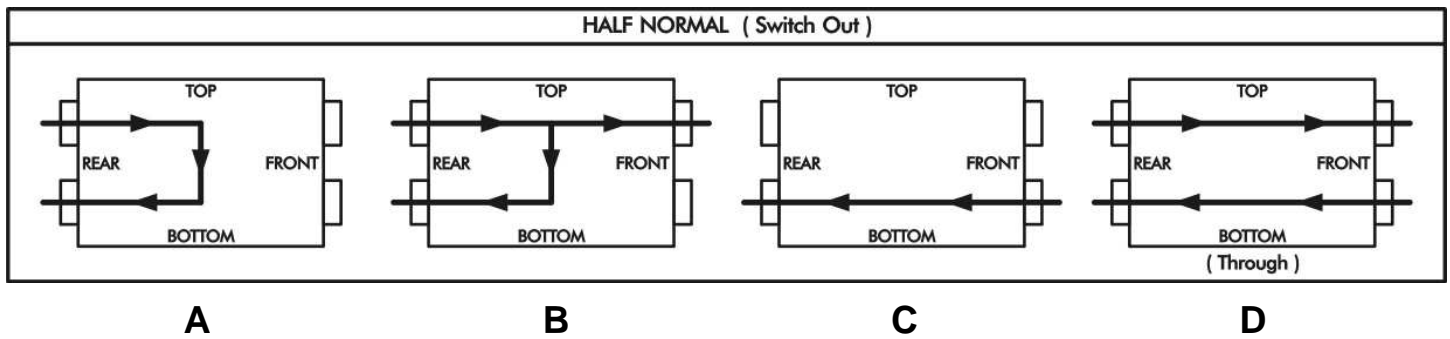 HALF NORMAL ( Switch Out )
TOP
REAR
FRONT
BOTTOM
TOP
REAR
FRONT
BOTTOM
TOP
REAR
FRONT
BOTTOM
TOP
REAR
FRONT
BOTTOM
( Through )
A
B
C
D